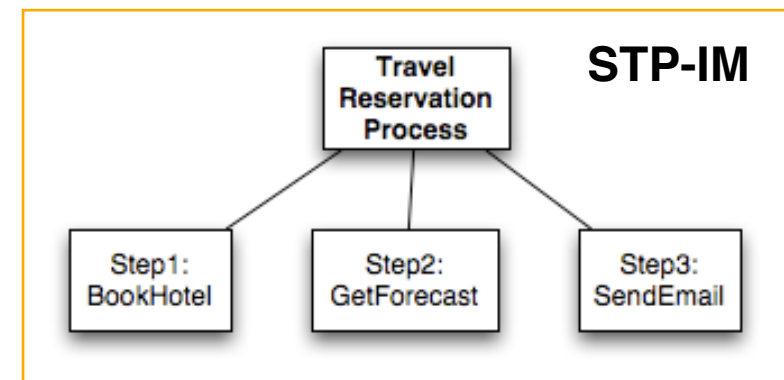 STP-IM
Travel
Reservation
Process
Step1:
BookHotel
Step2:
GetForecast
Step3:
SendEmail